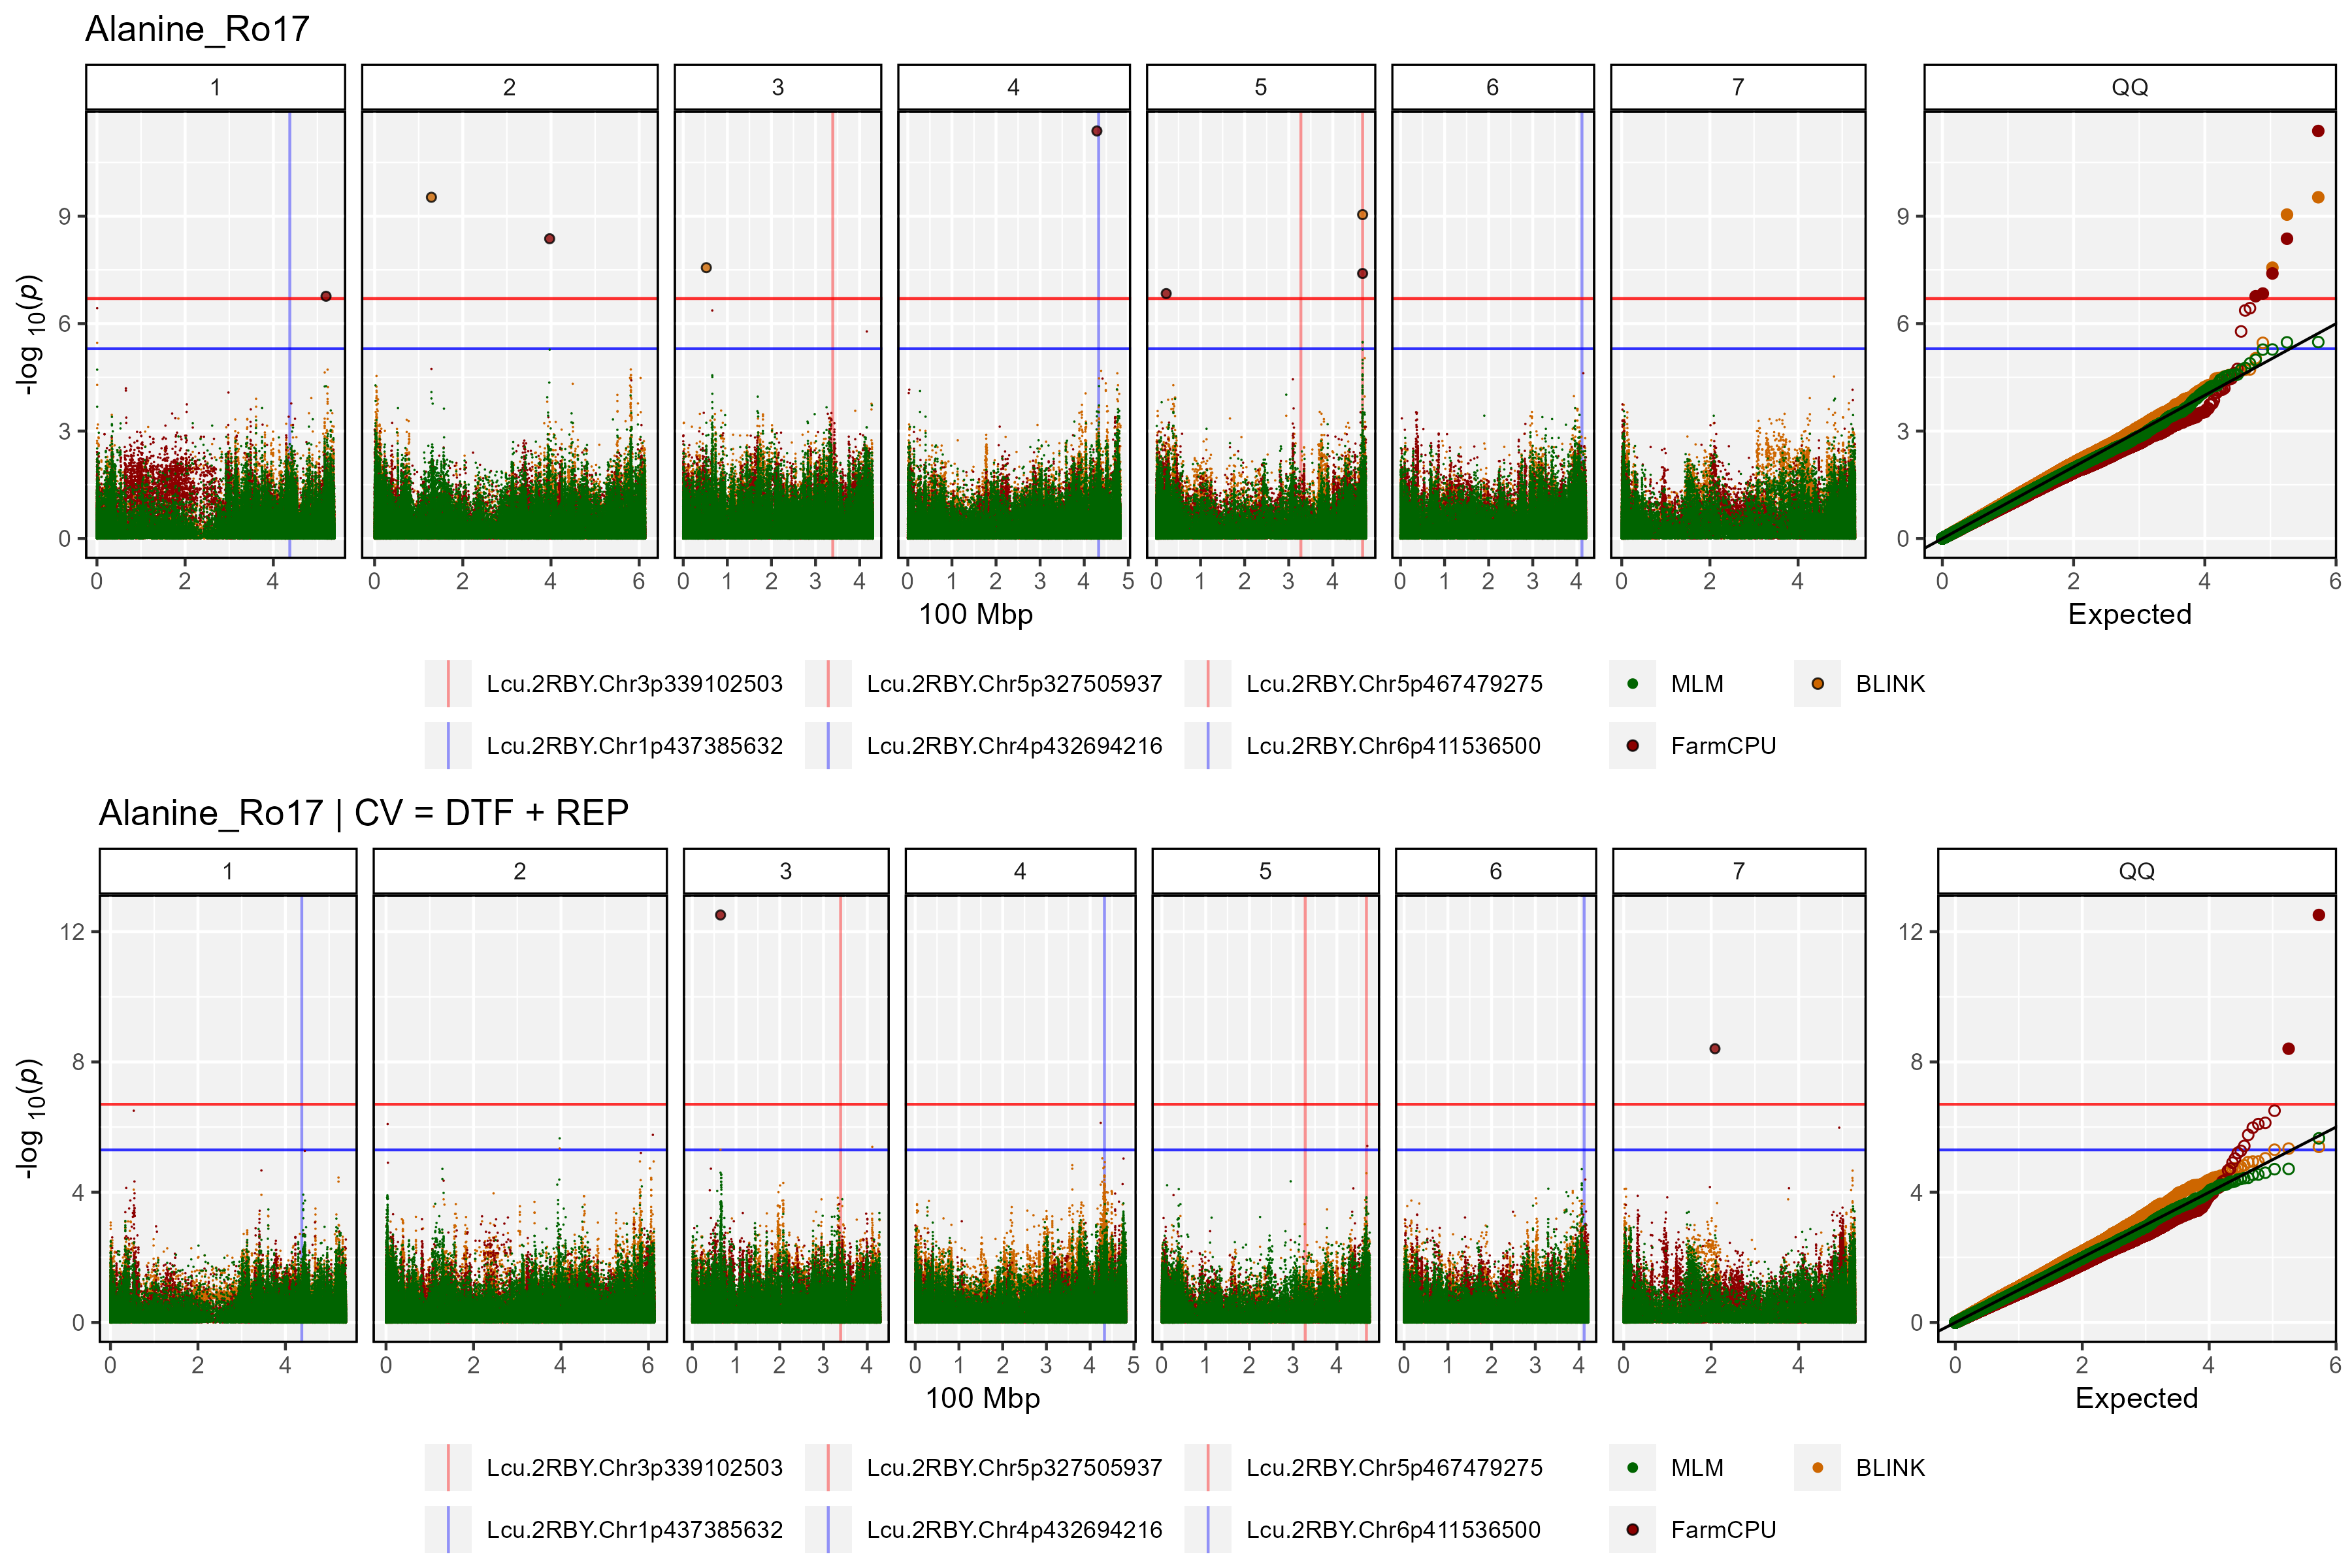 Alanine_Ro17
1 2 3 4 5 6 7 QQ
-log 10(p)
9 9
6 6
3 3
0 0
0 2 4 0 2 4 6 0 1 2 3 4 0 1 2 3 4 5 0 1 2 3 4 0 1 2 3 4 0 2 4 0 2 4 6
100 Mbp Expected
Lcu.2RBY.Chr3p339102503 Lcu.2RBY.Chr5p327505937 Lcu.2RBY.Chr5p467479275 MLM BLINK
Lcu.2RBY.Chr1p437385632 Lcu.2RBY.Chr4p432694216 Lcu.2RBY.Chr6p411536500 FarmCPU
Alanine_Ro17 | CV = DTF + REP
1 2 3 4 5 6 7 QQ
-log 10(p)
12 12
8 8
4 4
0 0
0 2 4 0 2 4 6 0 1 2 3 4 0 1 2 3 4 5 0 1 2 3 4 0 1 2 3 4 0 2 4 0 2 4 6
100 Mbp Expected
Lcu.2RBY.Chr3p339102503 Lcu.2RBY.Chr5p327505937 Lcu.2RBY.Chr5p467479275 MLM BLINK
Lcu.2RBY.Chr1p437385632 Lcu.2RBY.Chr4p432694216 Lcu.2RBY.Chr6p411536500 FarmCPU